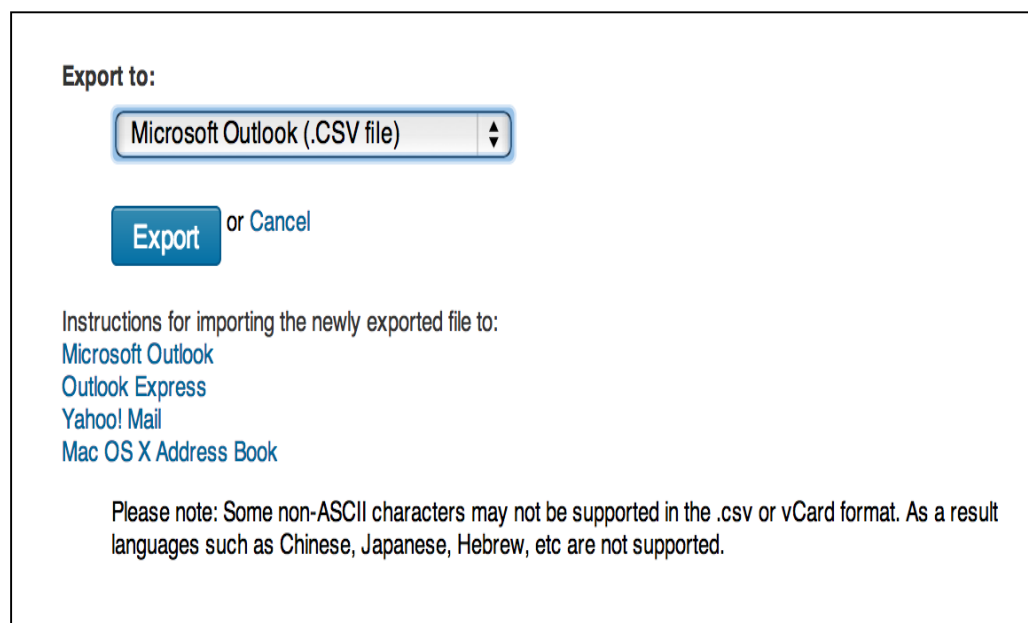 Export to:
Microsoft Outlook (.CSV file)
Export or Cancel
Instructions for importing the newly exported file to:
Microsoft Outlook
Outlook Express
Yahoo! Mail
Mac OS X Address Book
Please note: Some non-ASCII characters may not be supported in the .csv or vCard format. As a result
languages such as Chinese, Japanese, Hebrew, etc are not supported.